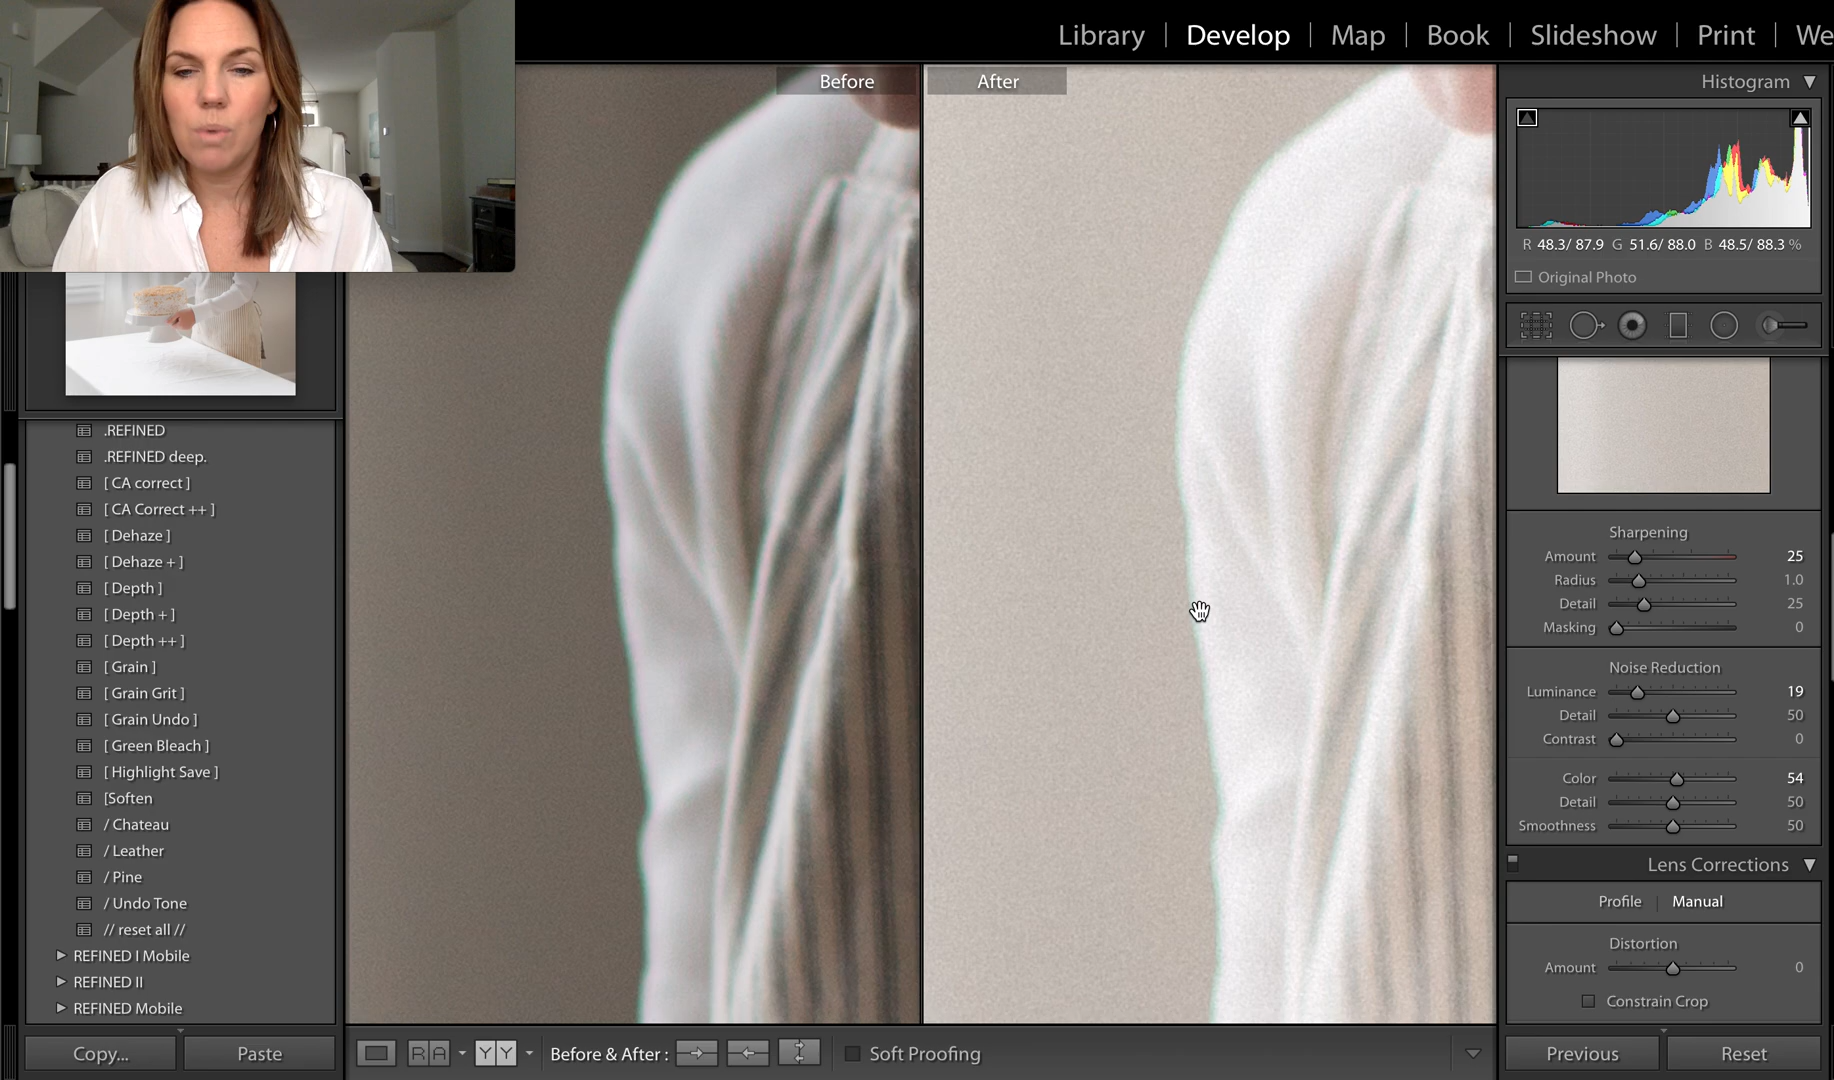 Library | Develop | Map | Book | Slideshow | Print | We
Before
After
Histogram
R 48.3/ 87.9 G 51.6/ 88.0 B 48.5/ 88.3 %
Original Photo
.REFINED
.REFINED deep.
[ CA correct ]
[ CA Correct ++ ]
[ Dehaze ]
[ Dehaze + ]
[ Depth ]
[ Depth + ]
[ Depth ++ ]
[ Grain ]
[ Grain Grit ]
[ Grain Undo ]
[ Green Bleach ]
[ Highlight Save ]
[Soften
/ Chateau
/ Leather
/ Pine
/ Undo Tone
// reset all //
REFINED I Mobile
REFINED II
REFINED Mobile
Copy...
Paste
R A
Y Y
Before & After :
Soft Proofing
Sharpening
Amount 25
Radius 1.0
Detail 25
Masking 0
Noise Reduction
Luminance 19
Detail 50
Contrast 0
Color 54
Detail 50
Smoothness 50
Lens Corrections
Profile | Manual
Distortion
Amount 0
Constrain Crop
Previous
Reset